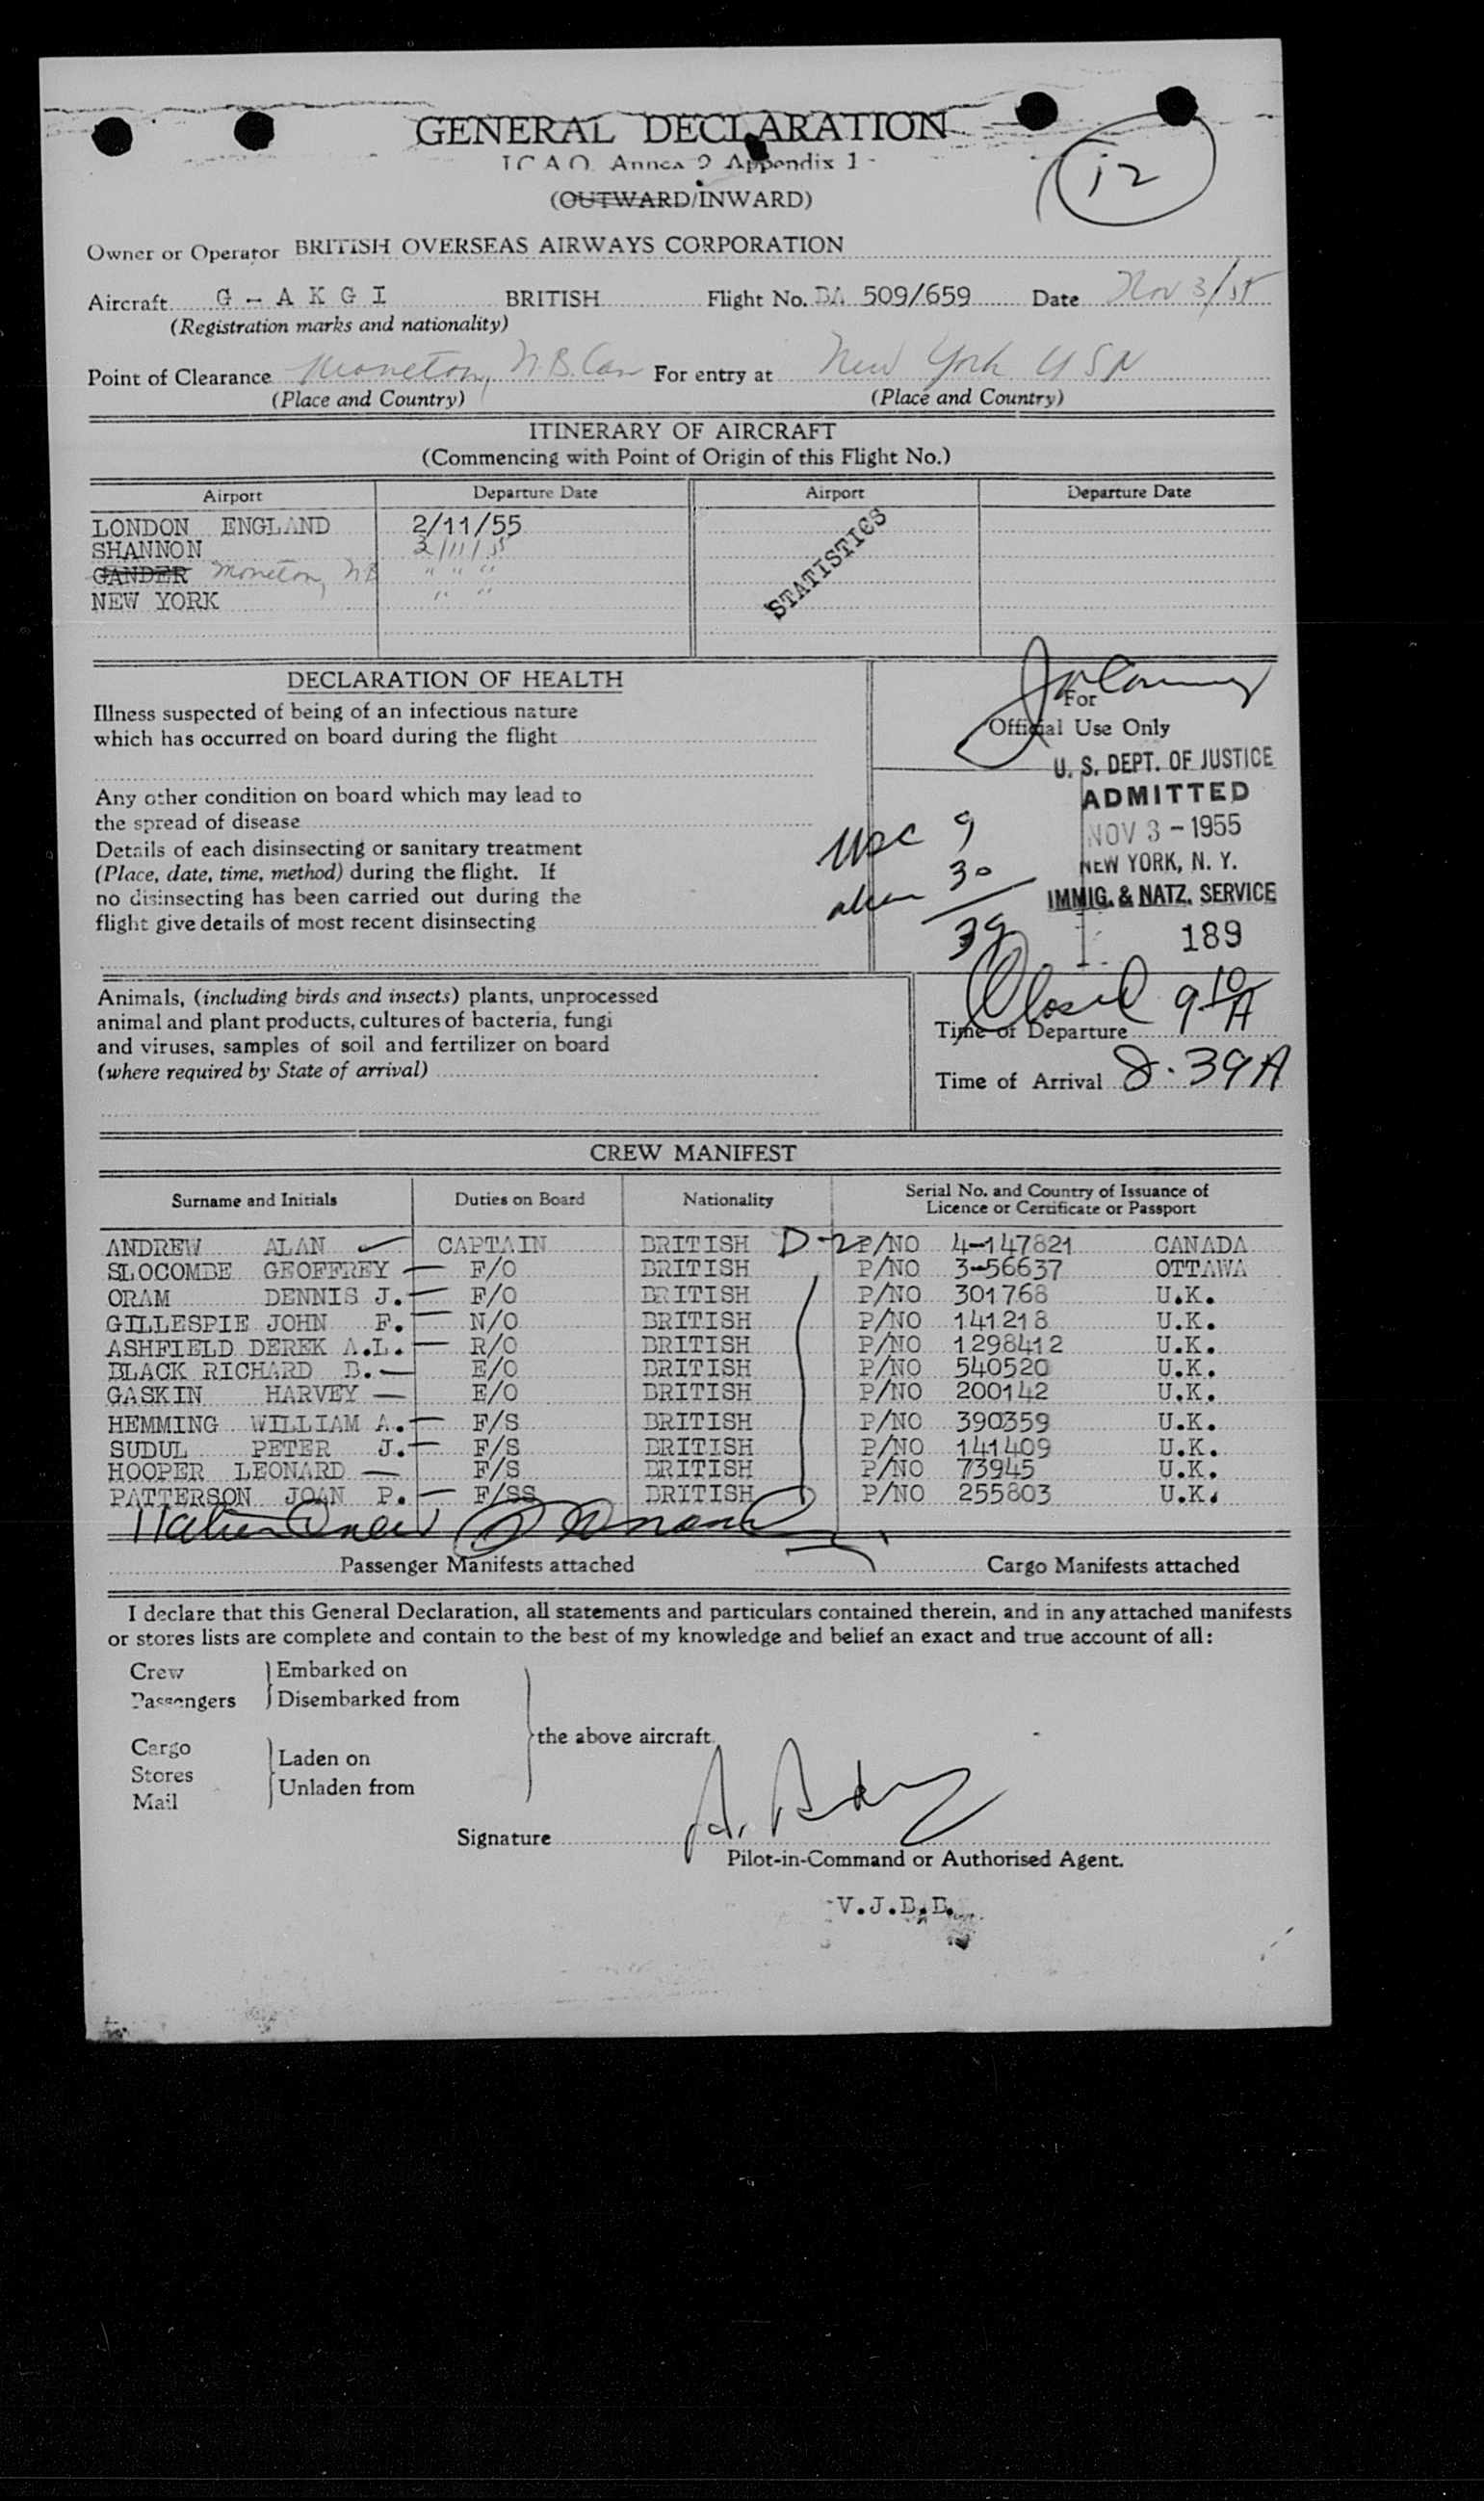 GENERAL DECLARATION
I C A O Annex 9 Appendix 1
(OUTWARD/INWARD)
12
Owner or Operator BRITISH OVERSEAS AIRWAYS CORPORATION
Aircraft G - A K G I BRITISH Flight No. BA 509/659 Date Nov 3/55
(Registration marks and nationality)
Point of Clearance Moncton, N.B. Can For entry at New York USA
(Place and Country) (Place and Country)
ITINERARY OF AIRCRAFT
(Commencing with Point of Origin of this Flight No.)
Airport Departure Date Airport Departure Date
LONDON ENGLAND 2/11/55
SHANNON 2/11/55
GANDER Moncton, NB " " "
NEW YORK " "
STATISTICS
DECLARATION OF HEALTH
Illness suspected of being of an infectious nature
which has occurred on board during the flight
Any other condition on board which may lead to
the spread of disease
Details of each disinsecting or sanitary treatment
(Place, date, time, method) during the flight. If
no disinsecting has been carried out during the
flight give details of most recent disinsecting
For
Official Use Only
U. S. DEPT. OF JUSTICE
ADMITTED
NOV 3 - 1955
NEW YORK, N. Y.
IMMIG. & NATZ. SERVICE
189
USC 9
alien 30
39
Animals, (including birds and insects) plants, unprocessed
animal and plant products, cultures of bacteria, fungi
and viruses, samples of soil and fertilizer on board
(where required by State of arrival)
Closed 9 10 A
Time of Departure
Time of Arrival 8.39 A
CREW MANIFEST
Surname and Initials Duties on Board Nationality Serial No. and Country of Issuance of
Licence or Certificate or Passport
ANDREW ALAN CAPTAIN BRITISH D-2 P/NO 4-147821 CANADA
SLOCOMBE GEOFFREY F/O BRITISH P/NO 3-56637 OTTAWA
ORAM DENNIS J. F/O BRITISH P/NO 301768 U.K.
GILLESPIE JOHN F. N/O BRITISH P/NO 141218 U.K.
ASHFIELD DEREK A.L. R/O BRITISH P/NO 1298412 U.K.
BLACK RICHARD B. E/O BRITISH P/NO 540520 U.K.
GASKIN HARVEY E/O BRITISH P/NO 200142 U.K.
HEMMING WILLIAM A. F/S BRITISH P/NO 390359 U.K.
SUDUL PETER J. F/S BRITISH P/NO 141409 U.K.
HOOPER LEONARD F/S BRITISH P/NO 73945 U.K.
PATTERSON JOAN P. F/SS BRITISH P/NO 255803 U.K.
Passenger Manifests attached Cargo Manifests attached
I declare that this General Declaration, all statements and particulars contained therein, and in any attached manifests
or stores lists are complete and contain to the best of my knowledge and belief an exact and true account of all:
Crew Embarked on
Passengers Disembarked from
the above aircraft.
Cargo
Stores Laden on
Mail Unladen from
Signature
Pilot-in-Command or Authorised Agent.